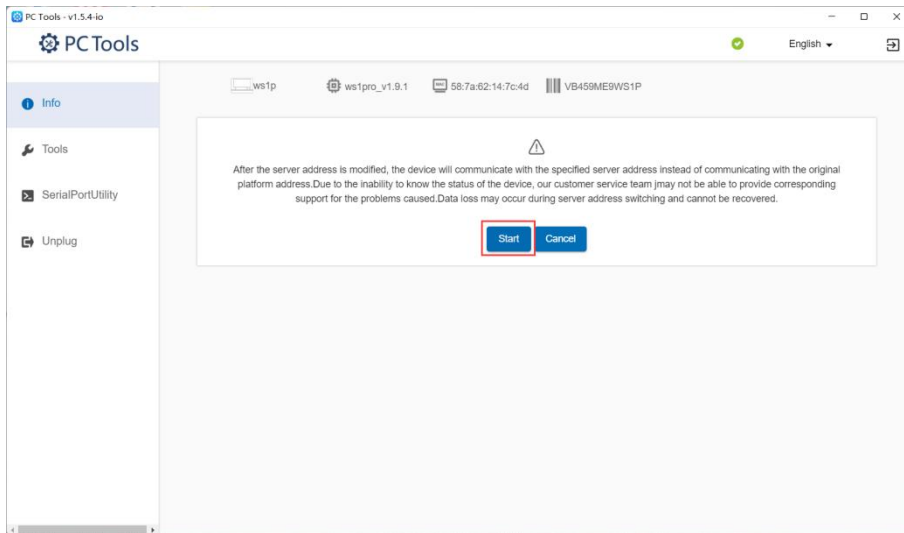 PC Tools - v1.5.4-io
PC Tools
English
ws1p
ws1pro_v1.9.1
MAC
58:7a:62:14:7c:4d
VB459ME9WS1P
Info
Tools
SerialPortUtility
Unplug
After the server address is modified, the device will communicate with the specified server address instead of communicating with the original
platform address.Due to the inability to know the status of the device, our customer service team jmay not be able to provide corresponding
support for the problems caused.Data loss may occur during server address switching and cannot be recovered.
Start
Cancel